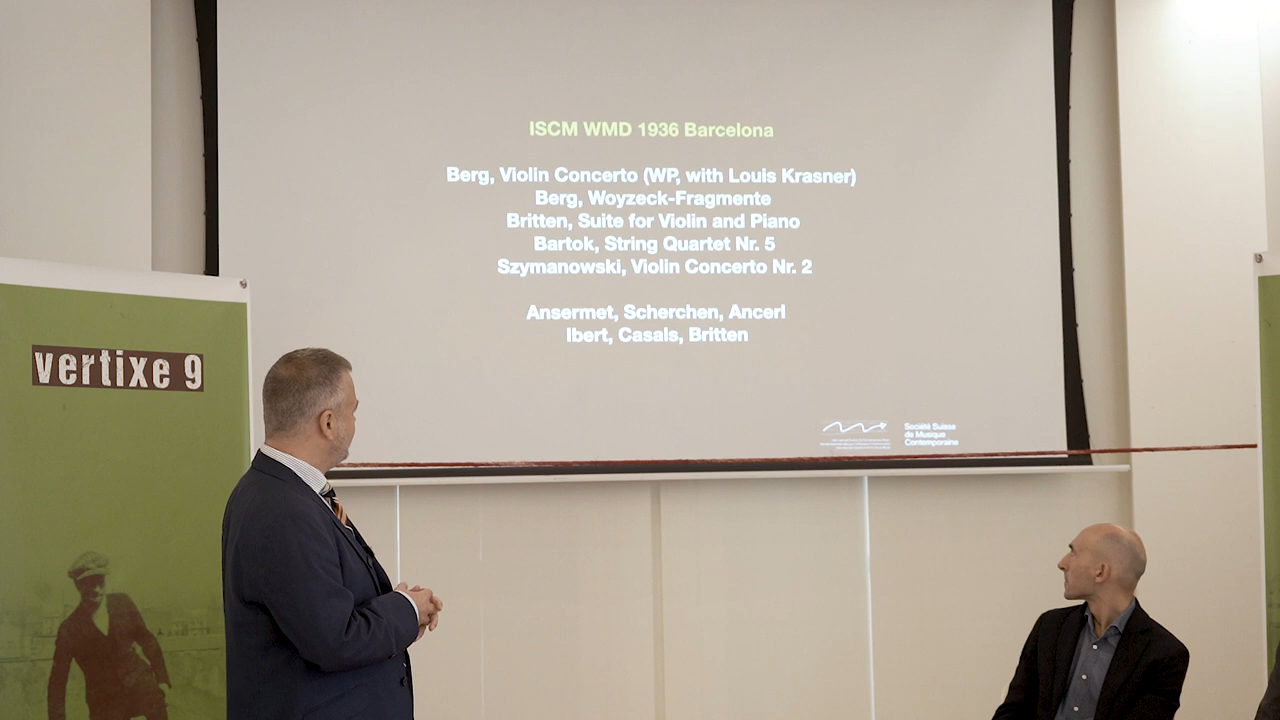 ISCM WMD 1936 Barcelona
Berg, Violin Concerto (WP, with Louis Krasner)
Berg, Woyzeck-Fragmente
Britten, Suite for Violin and Piano
Bartok, String Quartet Nr. 5
Szymanowski, Violin Concerto Nr. 2
Ansermet, Scherchen, Ancerl
Ibert, Casals, Britten
vertixe 9
Société Suisse
de Musique
Contemporaine